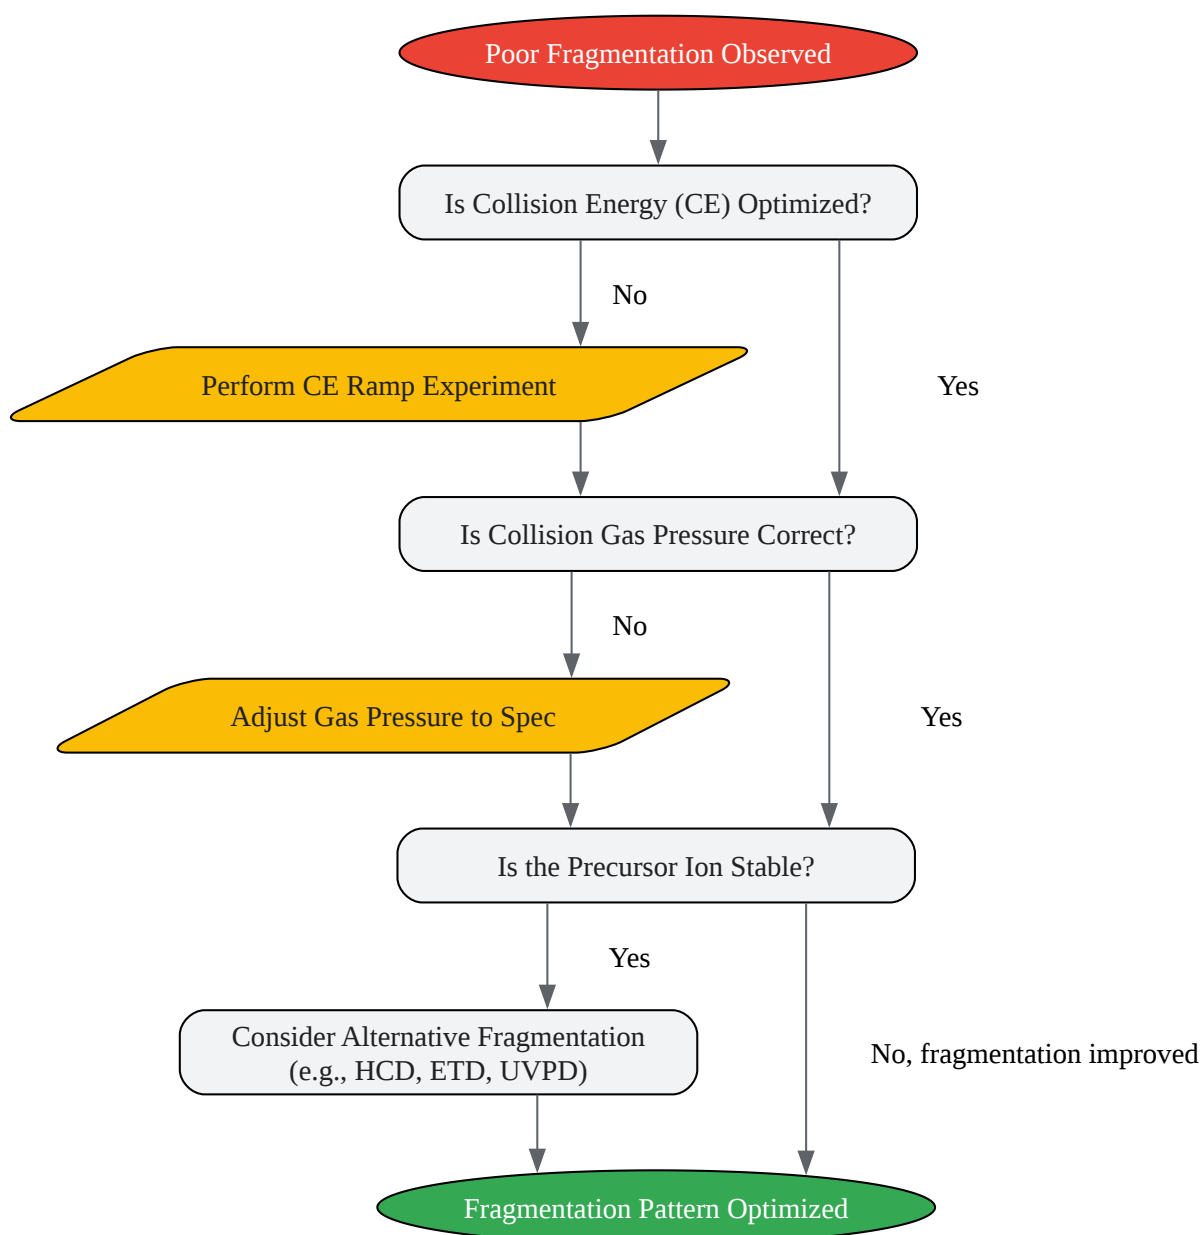 Poor Fragmentation Observed
Is Collision Energy (CE) Optimized?
No
Perform CE Ramp Experiment
Yes
Is Collision Gas Pressure Correct?
No
Adjust Gas Pressure to Spec
Yes
Is the Precursor Ion Stable?
Yes
Consider Alternative Fragmentation
(e.g., HCD, ETD, UVPD)
No, fragmentation improved
Fragmentation Pattern Optimized